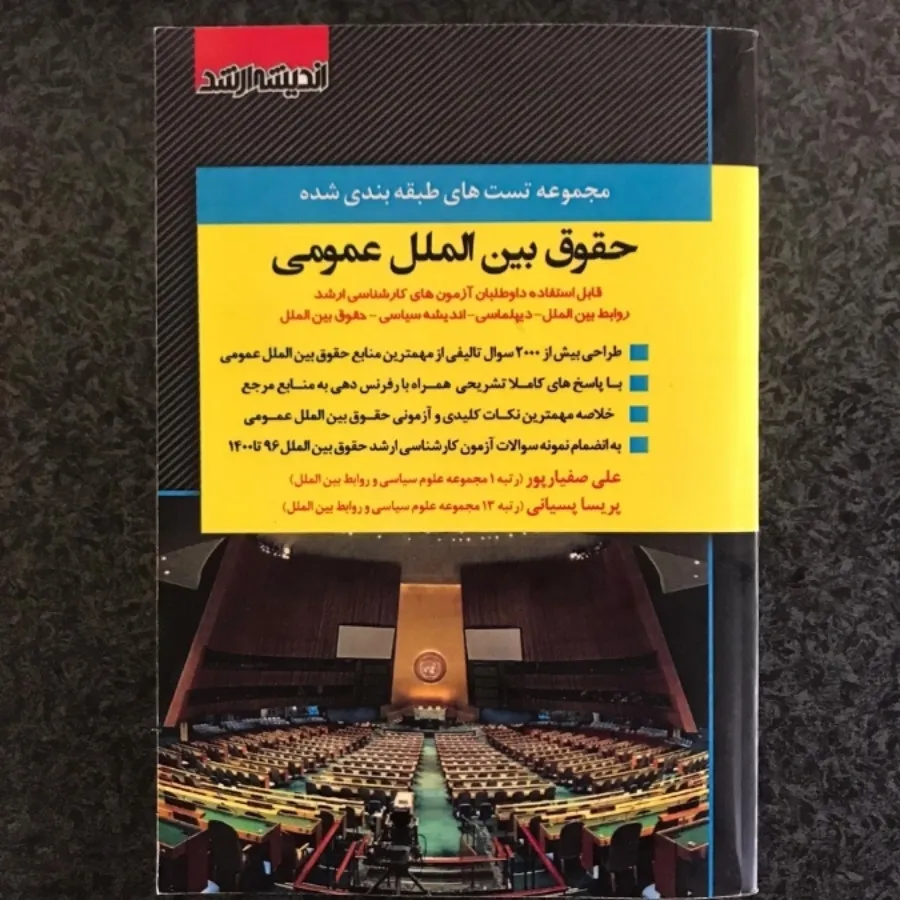 اندیشه ارشد
مجموعه تست های طبقه بندی شده
حقوق بین الملل عمومی
قابل استفاده داوطلبان آزمون های کارشناسی ارشد
روابط بین الملل - دیپلماسی - اندیشه سیاسی - حقوق بین الملل
طراحی بیش از ۲۰۰۰ سوال تالیفی از مهمترین منابع حقوق بین الملل عمومی
با پاسخ های کاملا تشریحی همراه با رفرنس دهی به منابع مرجع
خلاصه مهمترین نکات کلیدی و آزمونی حقوق بین الملل عمومی
به انضمام نمونه سوالات آزمون کارشناسی ارشد حقوق بین الملل ۹۶ تا ۱۴۰۰
علی صفیارپور (رتبه ۱ مجموعه علوم سیاسی و روابط بین الملل)
پریسا پسیانی (رتبه ۱۳ مجموعه علوم سیاسی و روابط بین الملل)